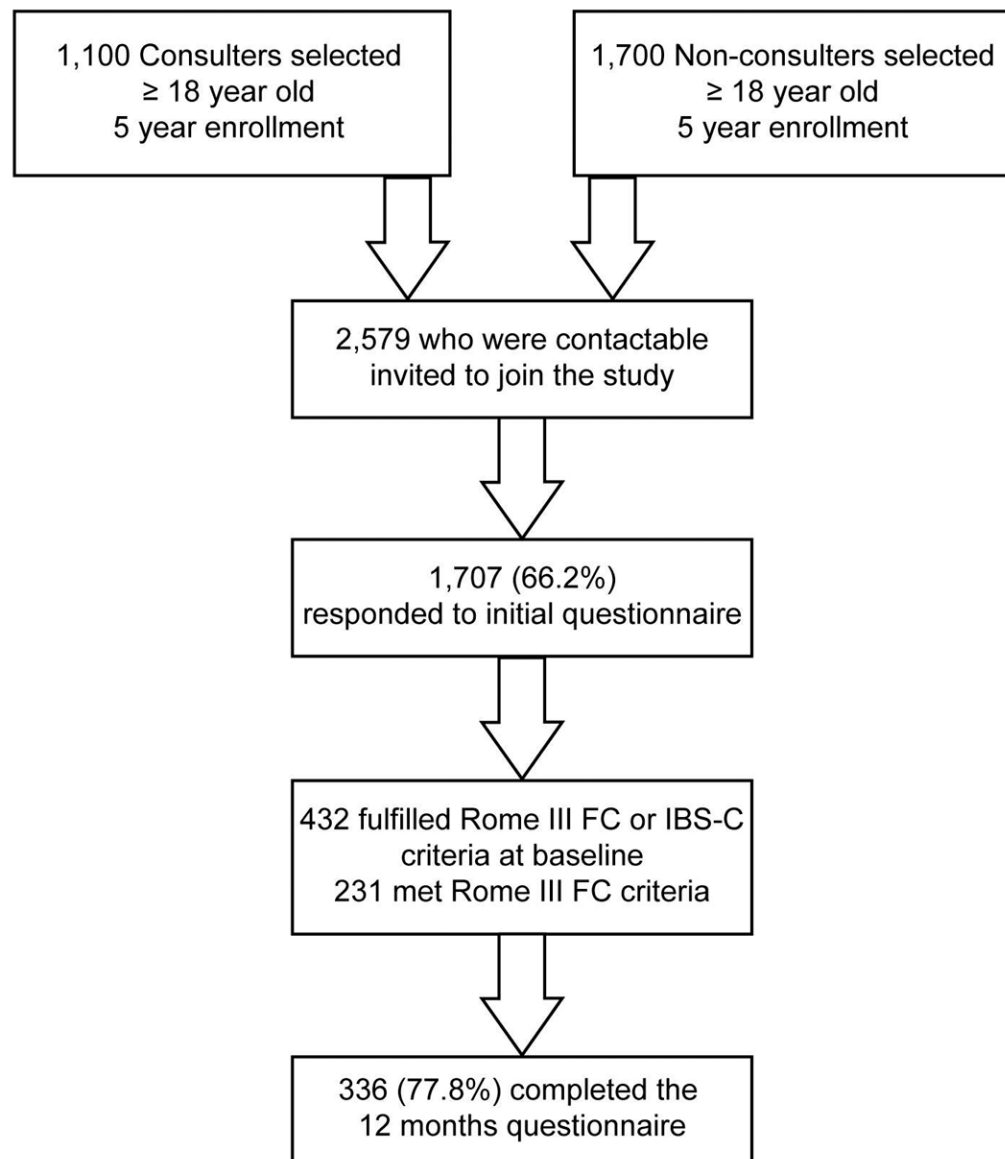 1,100 Consulters selected
≥ 18 year old
5 year enrollment
1,700 Non-consulters selected
≥ 18 year old
5 year enrollment
2,579 who were contactable
invited to join the study
1,707 (66.2%)
responded to initial questionnaire
432 fulfilled Rome III FC or IBS-C
criteria at baseline
231 met Rome III FC criteria
336 (77.8%) completed the
12 months questionnaire